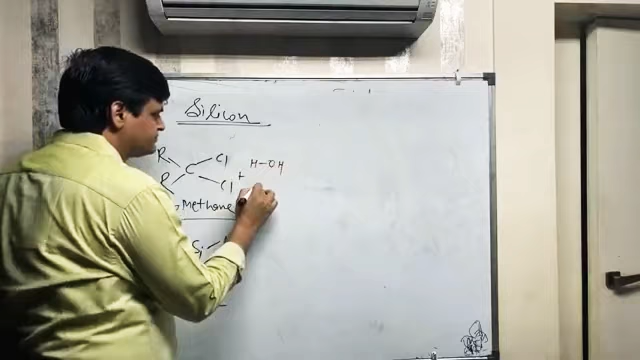 Silicon
R Cl
C H-OH
R Cl +
Methane
Si